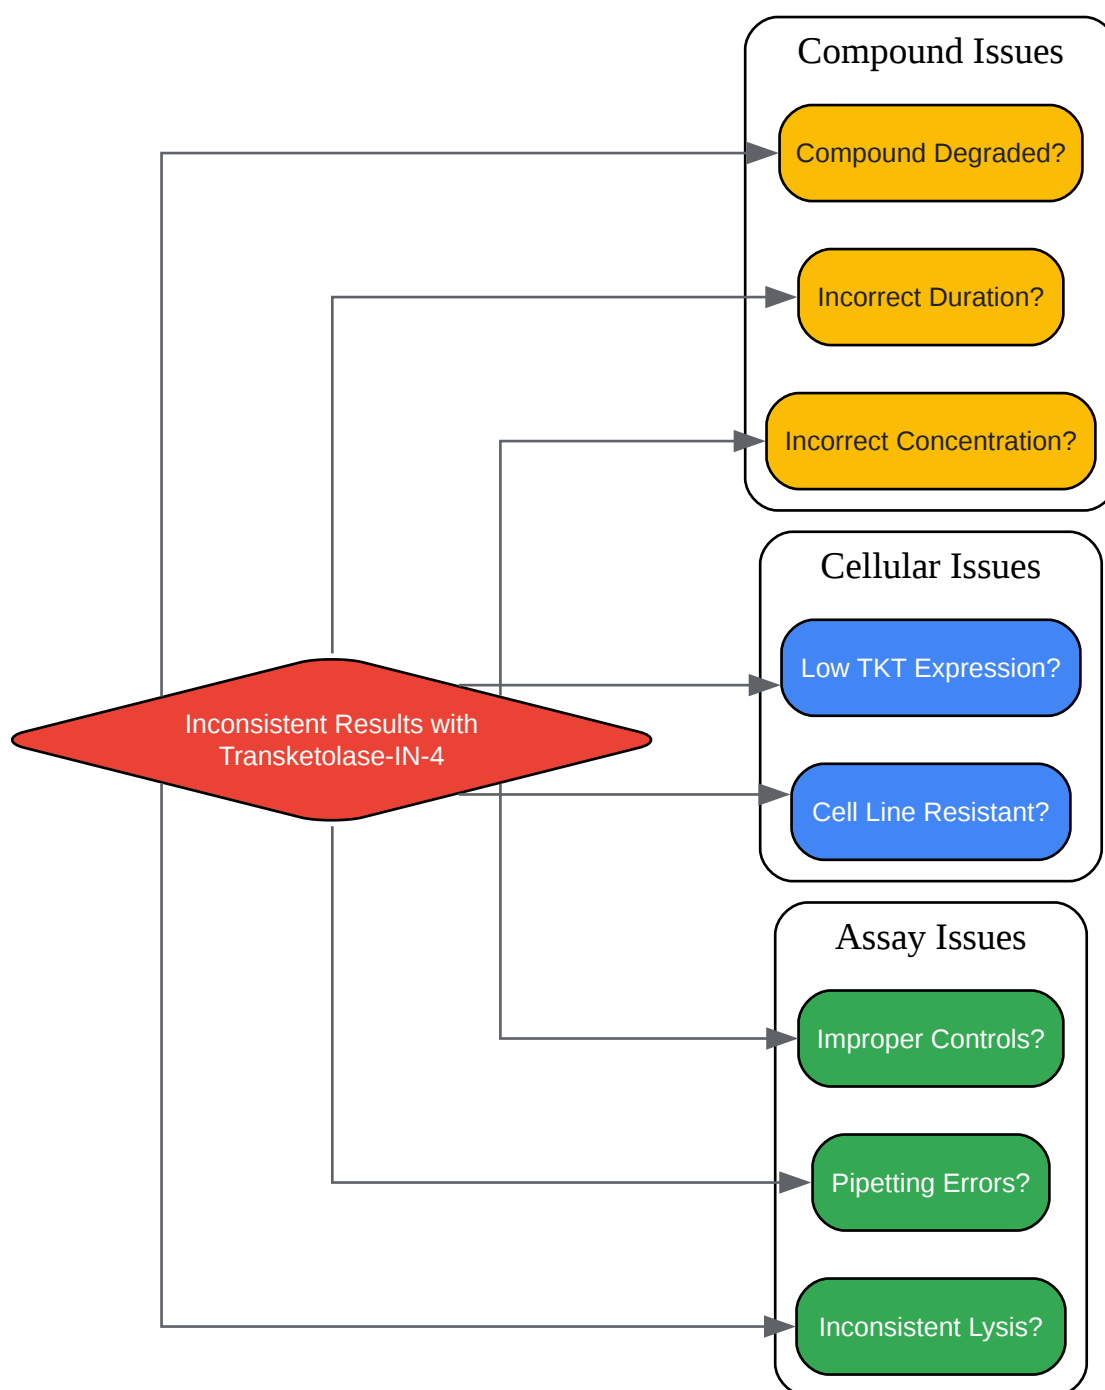 Compound Issues
Compound Degraded?
Incorrect Duration?
Incorrect Concentration?
Cellular Issues
Low TKT Expression?
Inconsistent Results with
Transketolase-IN-4
Cell Line Resistant?
Assay Issues
Improper Controls?
Pipetting Errors?
Inconsistent Lysis?